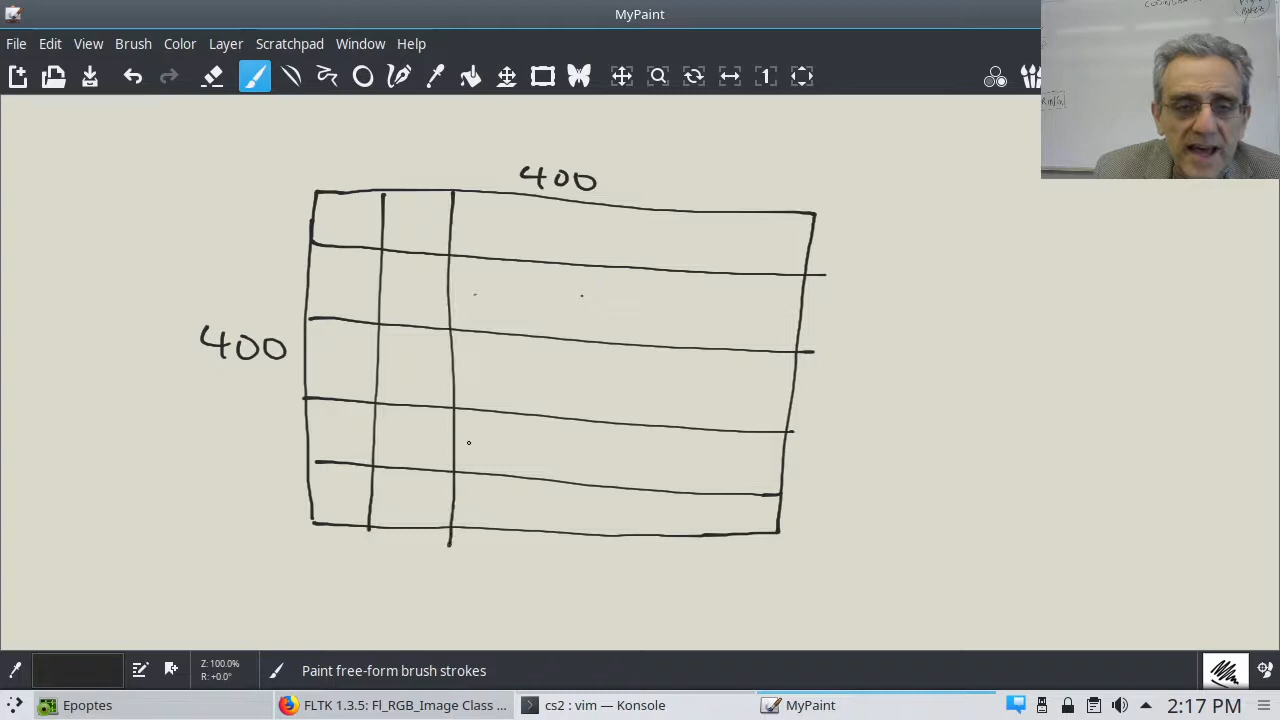 MyPaint
File Edit View Brush Color Layer Scratchpad Window Help
1
400
400
Z: 100.0%
R: +0.0°
Paint free-form brush strokes
Epoptes
FLTK 1.3.5: Fl_RGB_Image Class ...
cs2 : vim — Konsole
MyPaint
2:17 PM